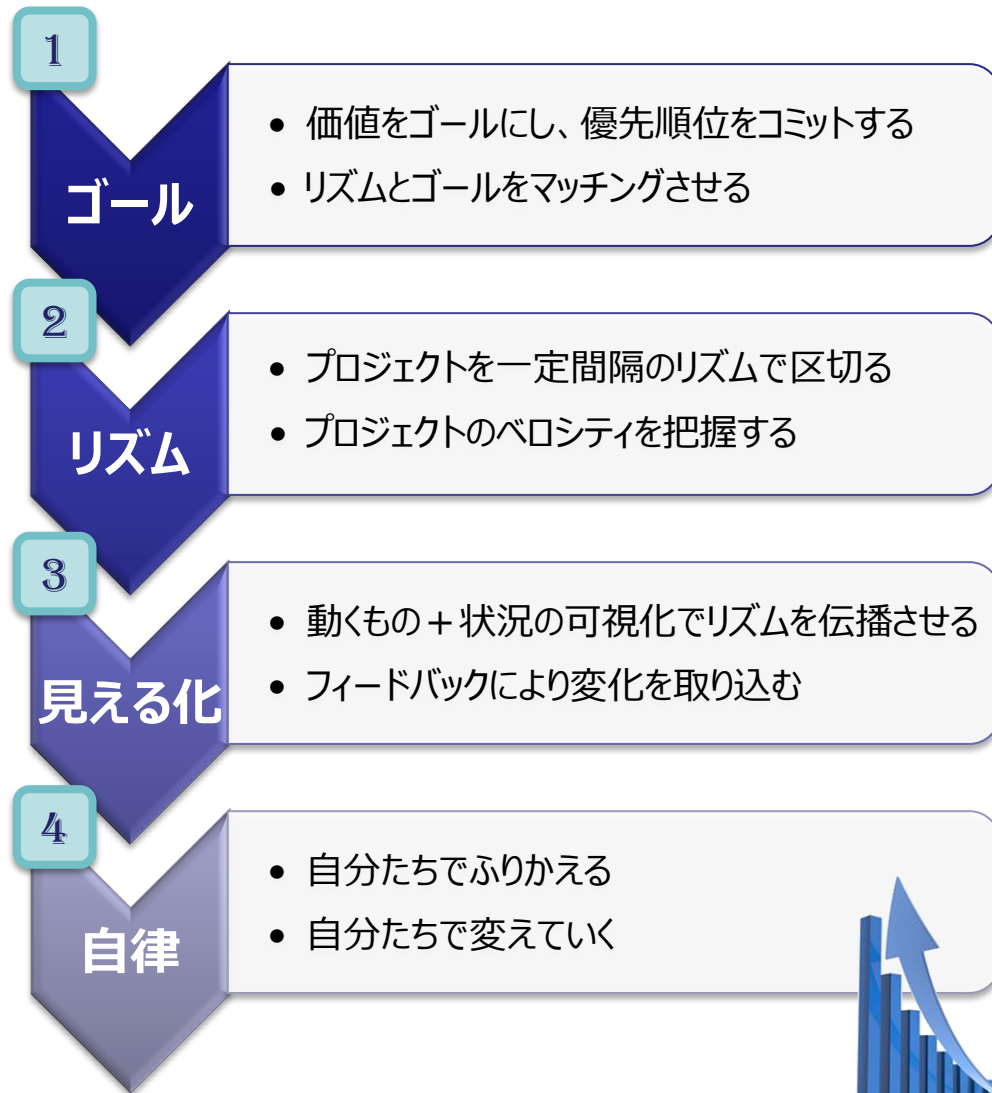 1
ゴール
• 価値をゴールにし、優先順位をコミットする
• リズムとゴールをマッチングさせる
2
リズム
• プロジェクトを一定間隔のリズムで区切る
• プロジェクトのベロシティを把握する
3
見える化
• 動くもの+状況の可視化でリズムを伝播させる
• フィードバックにより変化を取り込む
4
自律
• 自分たちでふりかえる
• 自分たちで変えていく